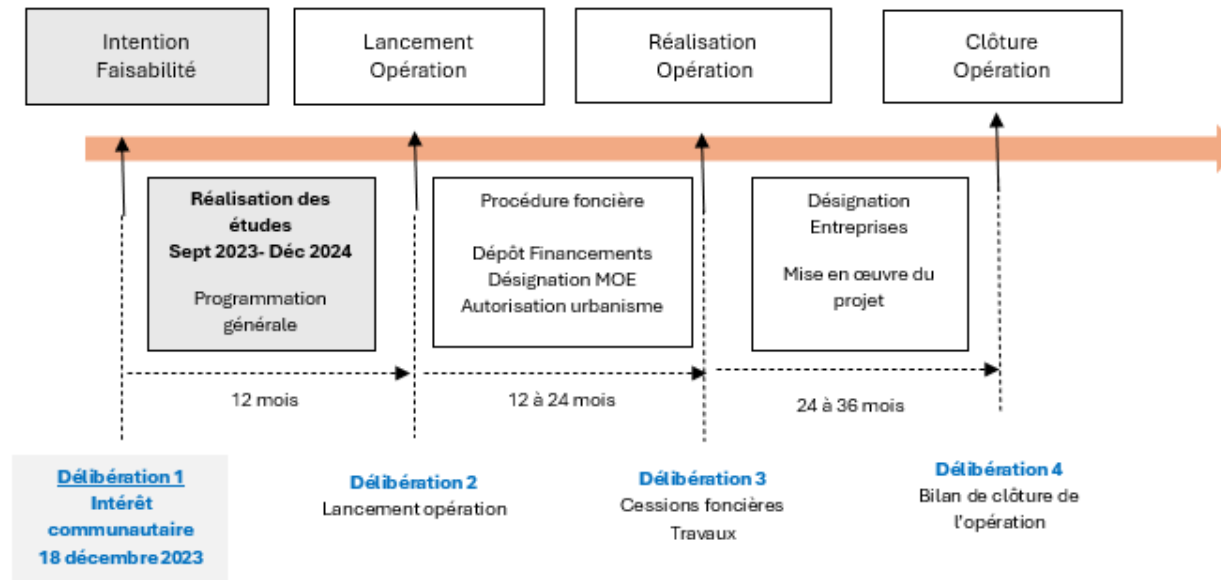 Intention
Faisabilité
Lancement
Opération
Réalisation
Opération
Clôture
Opération
Réalisation des
études
Sept 2023- Déc 2024
Programmation
générale
Procédure foncière
Dépôt Financements
Désignation MOE
Autorisation urbanisme
Désignation
Entreprises
Mise en œuvre du
projet
12 mois
12 à 24 mois
24 à 36 mois
Délibération 1
Intérêt
communautaire
18 décembre 2023
Délibération 2
Lancement opération
Délibération 3
Cessions foncières
Travaux
Délibération 4
Bilan de clôture de
l'opération